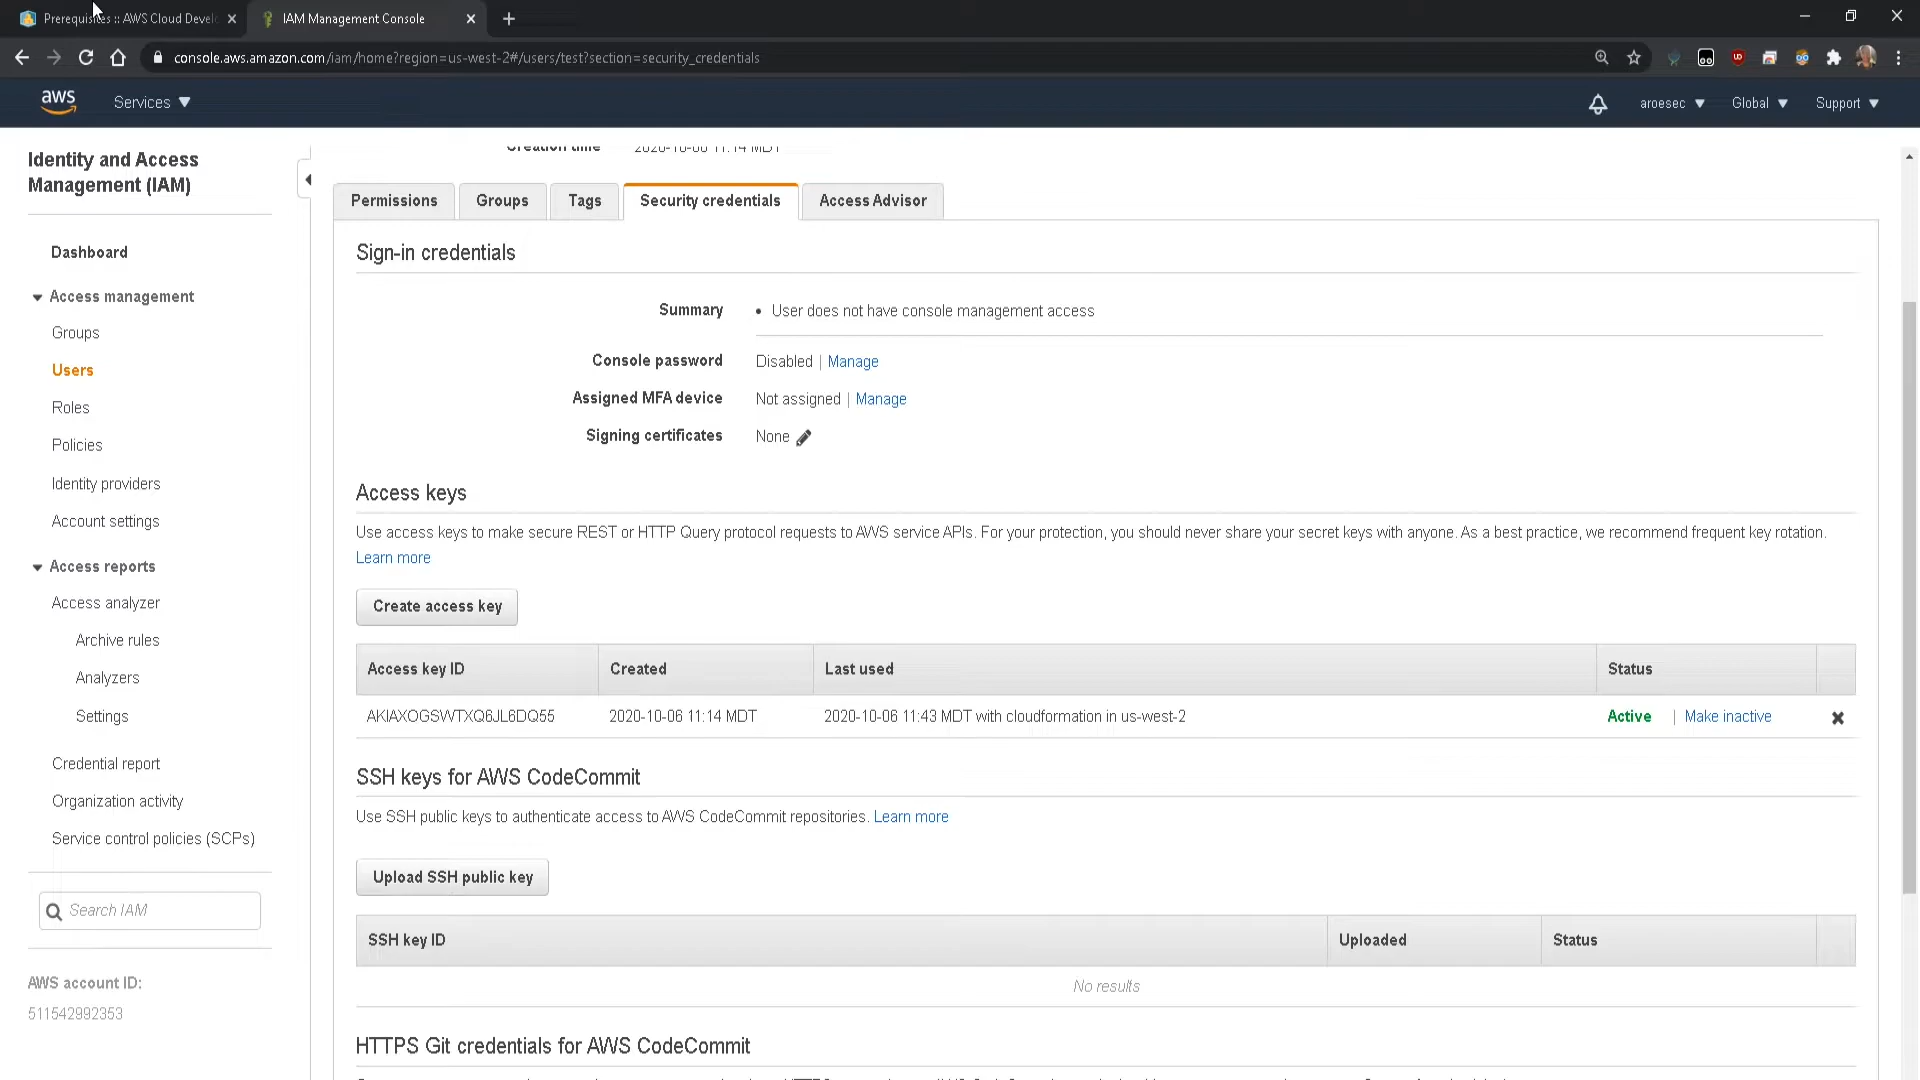 Prerequisites :: AWS Cloud Devel
IAM Management Console
console.aws.amazon.com/iam/home?region=us-west-2#/users/test?section=security_credentials
aws
Services
aroesec
Global
Support
Identity and Access
Management (IAM)
Dashboard
Access management
Groups
Users
Roles
Policies
Identity providers
Account settings
Access reports
Access analyzer
Archive rules
Analyzers
Settings
Credential report
Organization activity
Service control policies (SCPs)
Search IAM
AWS account ID:
511542992353
Creation time 2020-10-06 11:14 MDT
Permissions
Groups
Tags
Security credentials
Access Advisor
Sign-in credentials
Summary
• User does not have console management access
Console password
Disabled | Manage
Assigned MFA device
Not assigned | Manage
Signing certificates
None
Access keys
Use access keys to make secure REST or HTTP Query protocol requests to AWS service APIs. For your protection, you should never share your secret keys with anyone. As a best practice, we recommend frequent key rotation.
Learn more
Create access key
Access key ID Created Last used Status
AKIAXOGSWTXQ6JL6DQ55 2020-10-06 11:14 MDT 2020-10-06 11:43 MDT with cloudformation in us-west-2 Active | Make inactive
SSH keys for AWS CodeCommit
Use SSH public keys to authenticate access to AWS CodeCommit repositories. Learn more
Upload SSH public key
SSH key ID Uploaded Status
No results
HTTPS Git credentials for AWS CodeCommit